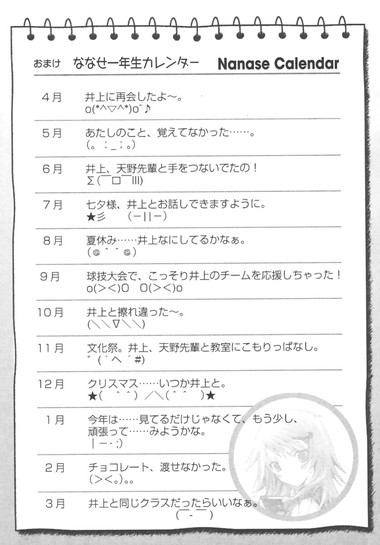 おまけ ななせ一年生カレンダー Nanase Calendar
4月 井上に再会したよ〜。
o(*^▽^*)o~♪
5月 あたしのこと、覚えてなかった……。
(。；_；。)
6月 井上、天野先輩と手をつないでたの！
Σ(￣ロ￣lll)
7月 七夕様、井上とお話しできますように。
★彡 (－||－)
8月 夏休み……井上なにしてるかなぁ。
(＠＾＾＠)
9月 球技大会で、こっそり井上のチームを応援しちゃった！
o(＞＜)O O(＞＜)o
10月 井上と擦れ違った〜。
(＼＼∇＼＼)
11月 文化祭。井上、天野先輩と教室にこもりっぱなし。
゛(｀ヘ´#)
12月 クリスマス……いつか井上と。
★( ＾＾) ／＼(＾＾ )★
1月 今年は……見てるだけじゃなくて、もう少し、
頑張って……みようかな。
|－・;)
2月 チョコレート、渡せなかった。
(＞＜。)。。
3月 井上と同じクラスだったらいいなぁ。
(￣-￣ )